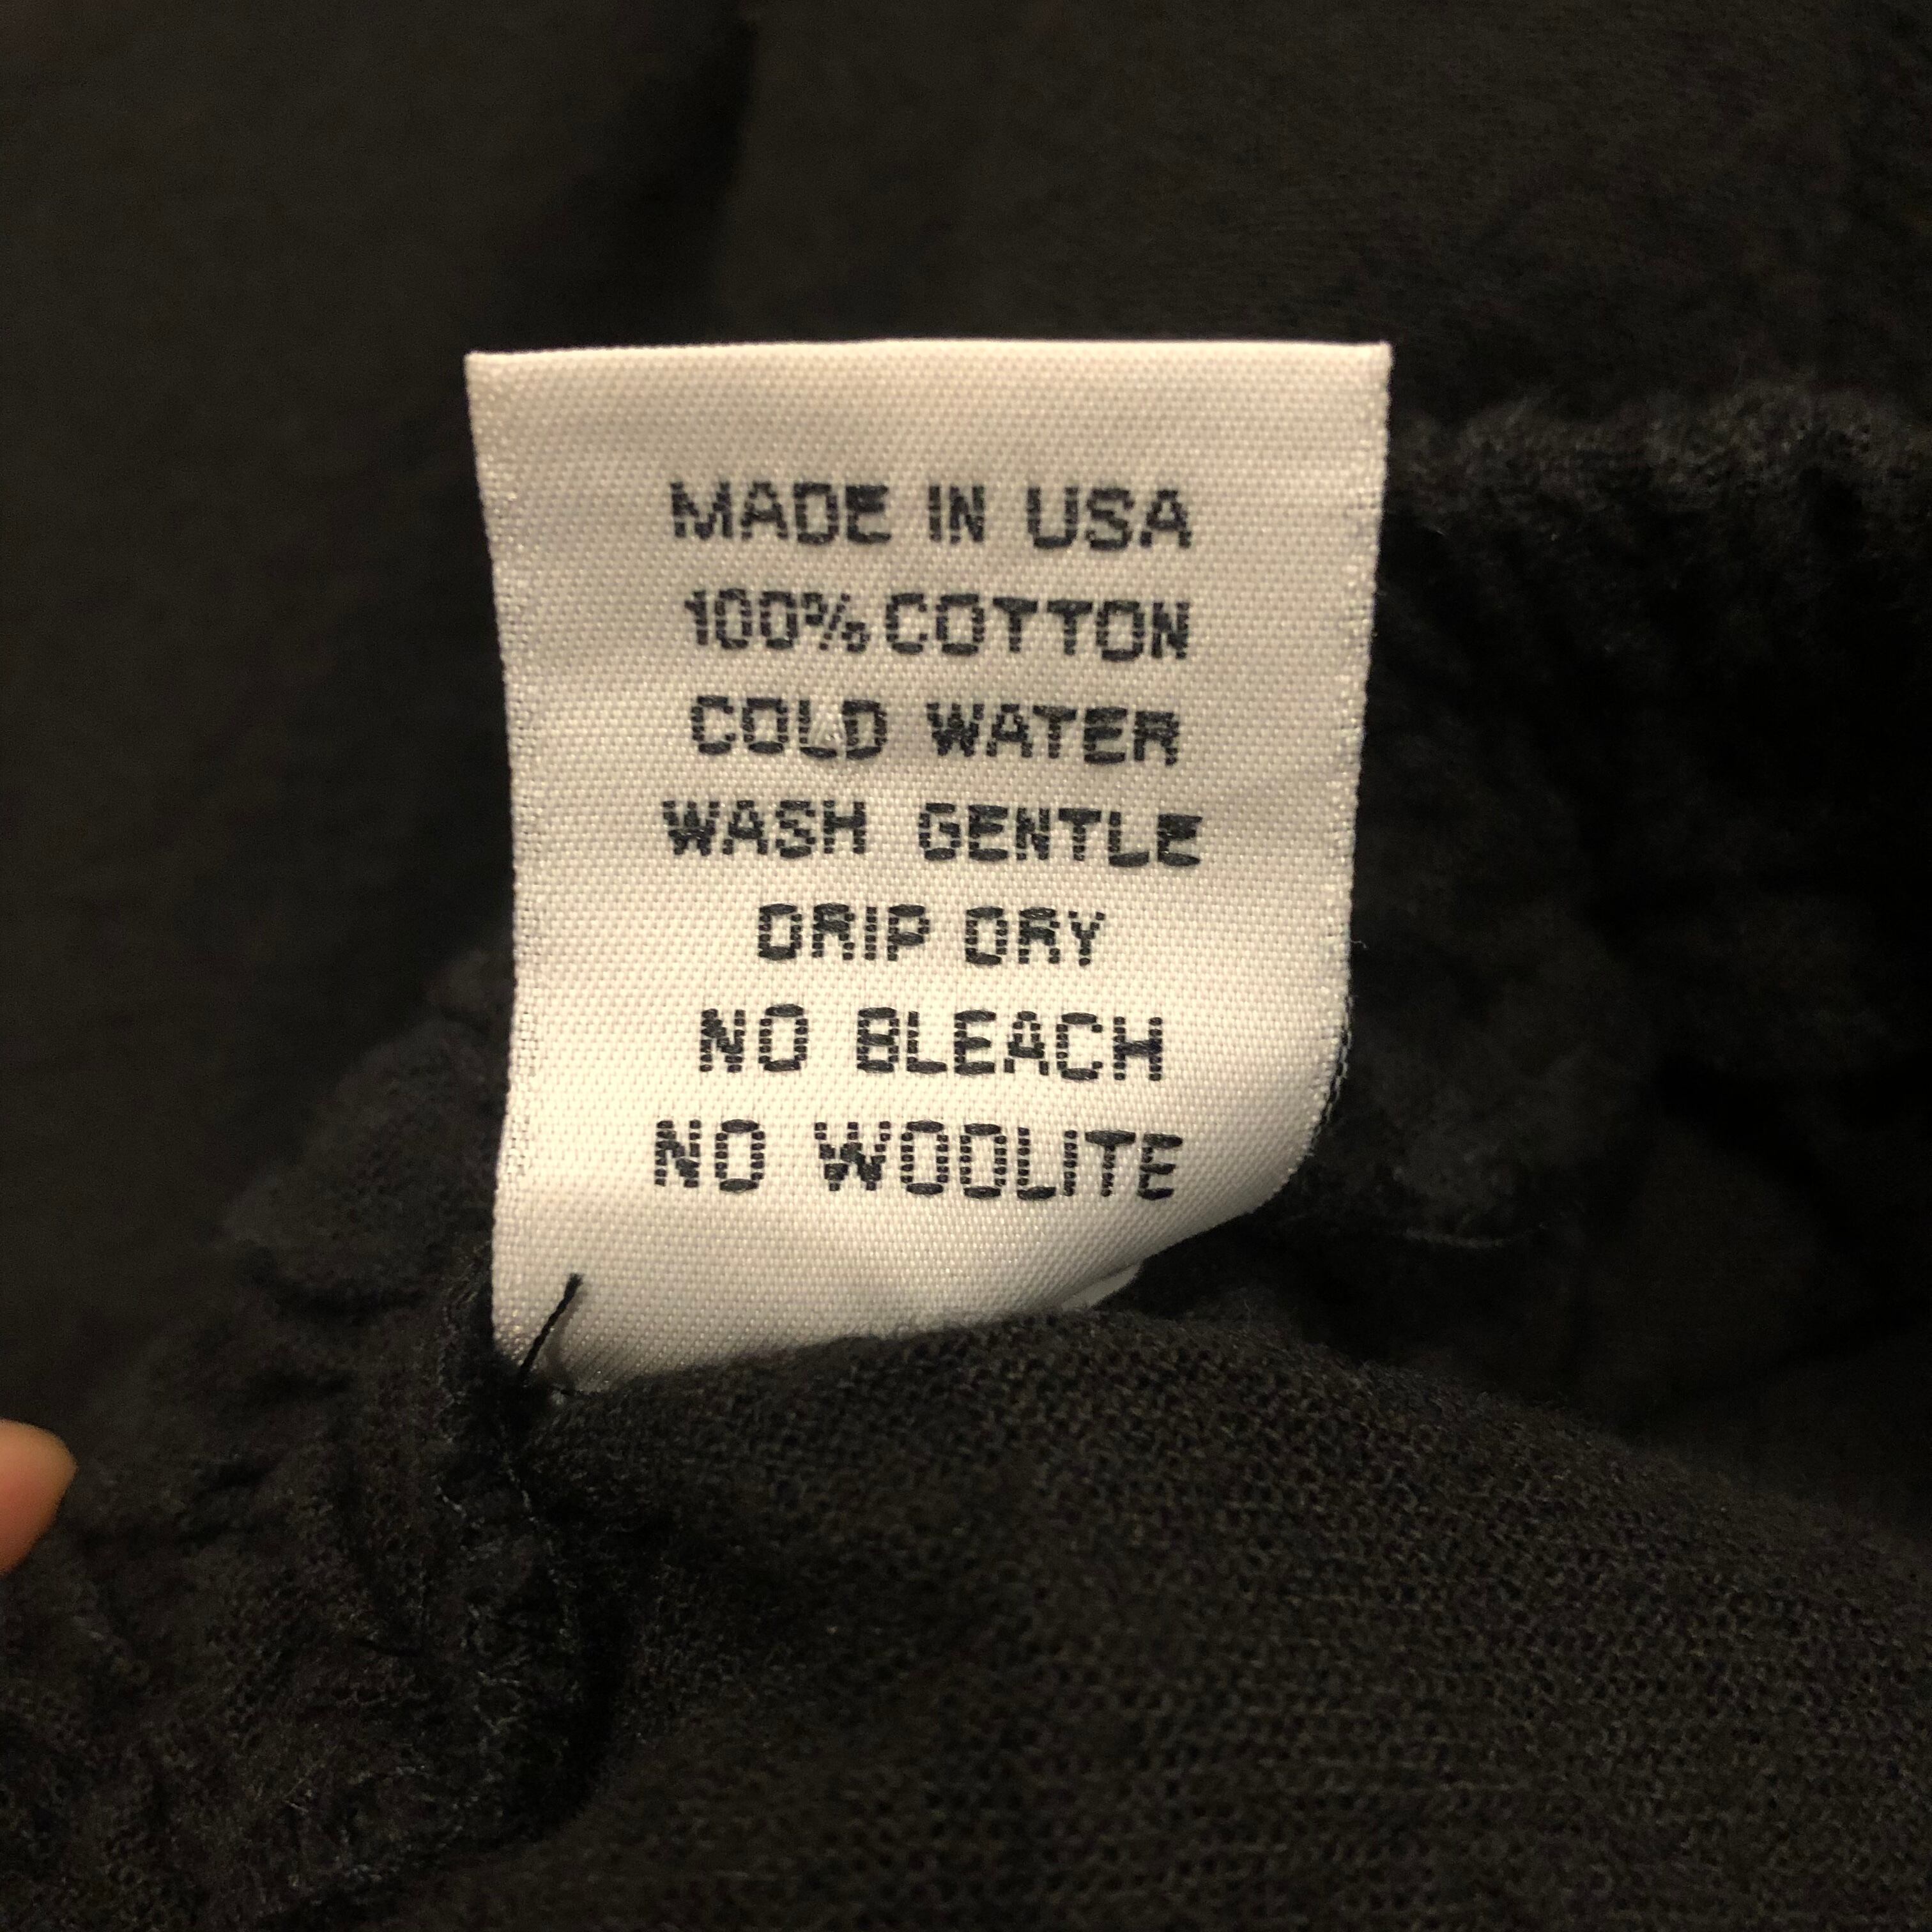 MADE IN USA
100% COTTON
COLD WATER
WASH GENTLE
DRIP DRY
NO BLEACH
NO WOOLITE